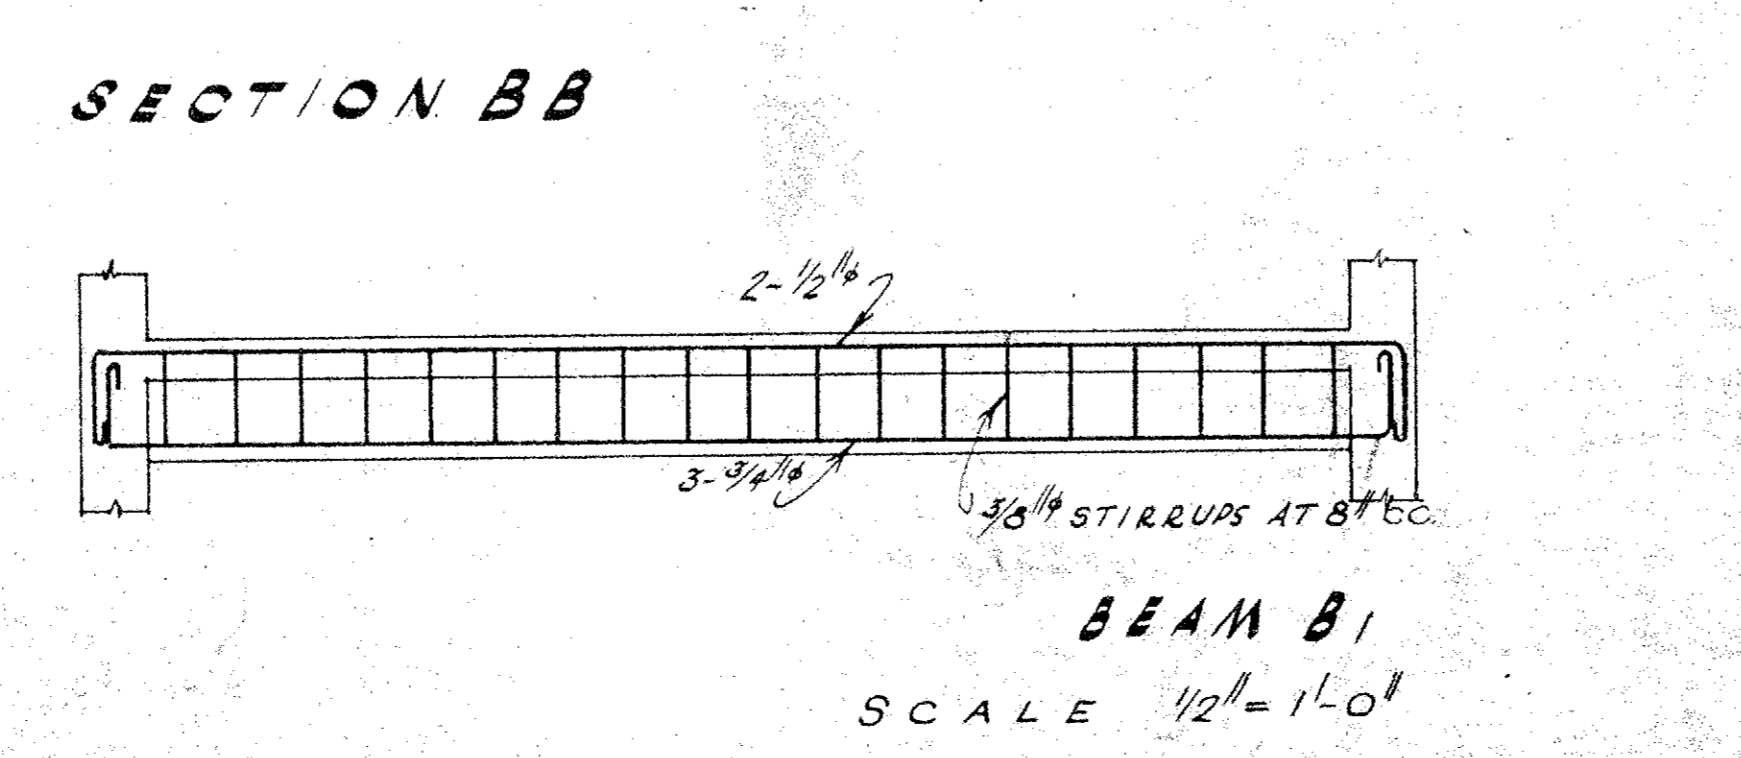 SECTION BB
2-1/2"φ
3-3/4"φ
3/8"φ STIRRUPS AT 8" CC.
BEAM B1
SCALE 1/2" = 1'-0"